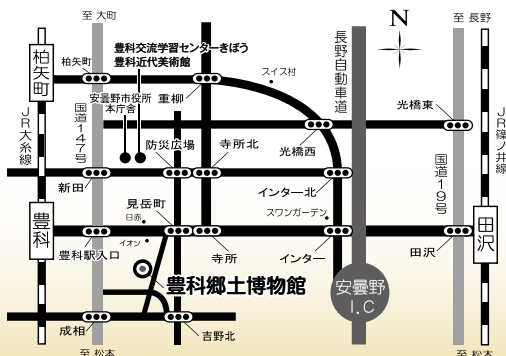 至 大町
至 長野
N
柏矢町
柏矢町
豊科交流学習センターきぼう
豊科近代美術館
スイス村
長野自動車道
安曇野市役所
本庁舎
重柳
光橋東
国道147号
JR大糸線
JR篠ノ井線
防災広場
寺所北
光橋西
国道19号
新田
インター北
見岳町
日赤
スワンガーデン
豊科
田沢
イオン
豊科駅入口
寺所
インター
田沢
豊科郷土博物館
安曇野
I.C
成相
吉野北
至 松本
至 松本